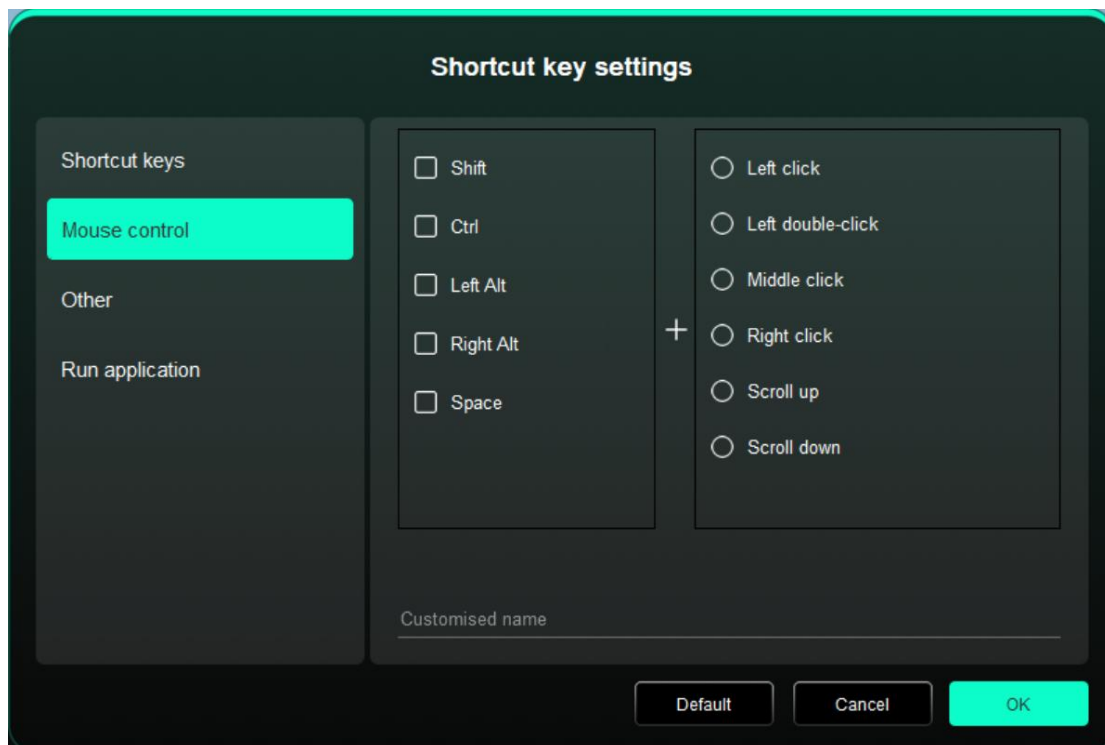 Shortcut key settings
Shortcut keys
Mouse control
Other
Run application
Shift
Ctrl
Left Alt
Right Alt
Space
+
Left click
Left double-click
Middle click
Right click
Scroll up
Scroll down
Customised name
Default
Cancel
OK